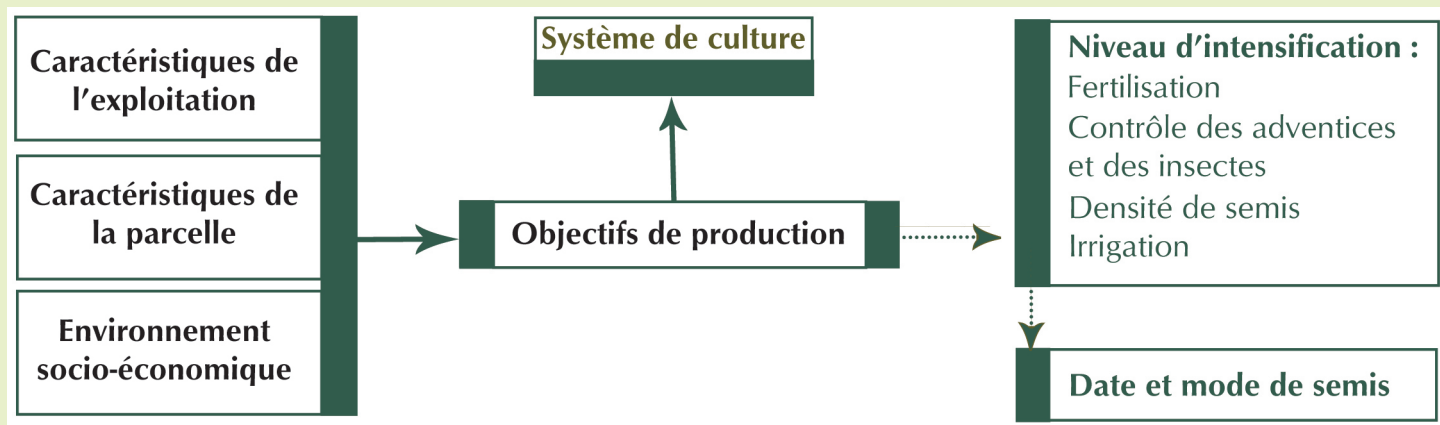 Caractéristiques de
l'exploitation
Caractéristiques de
la parcelle
Environnement
socio-économique
Système de culture
Objectifs de production
Niveau d'intensification :
Fertilisation
Contrôle des adventices
et des insectes
Densité de semis
Irrigation
Date et mode de semis